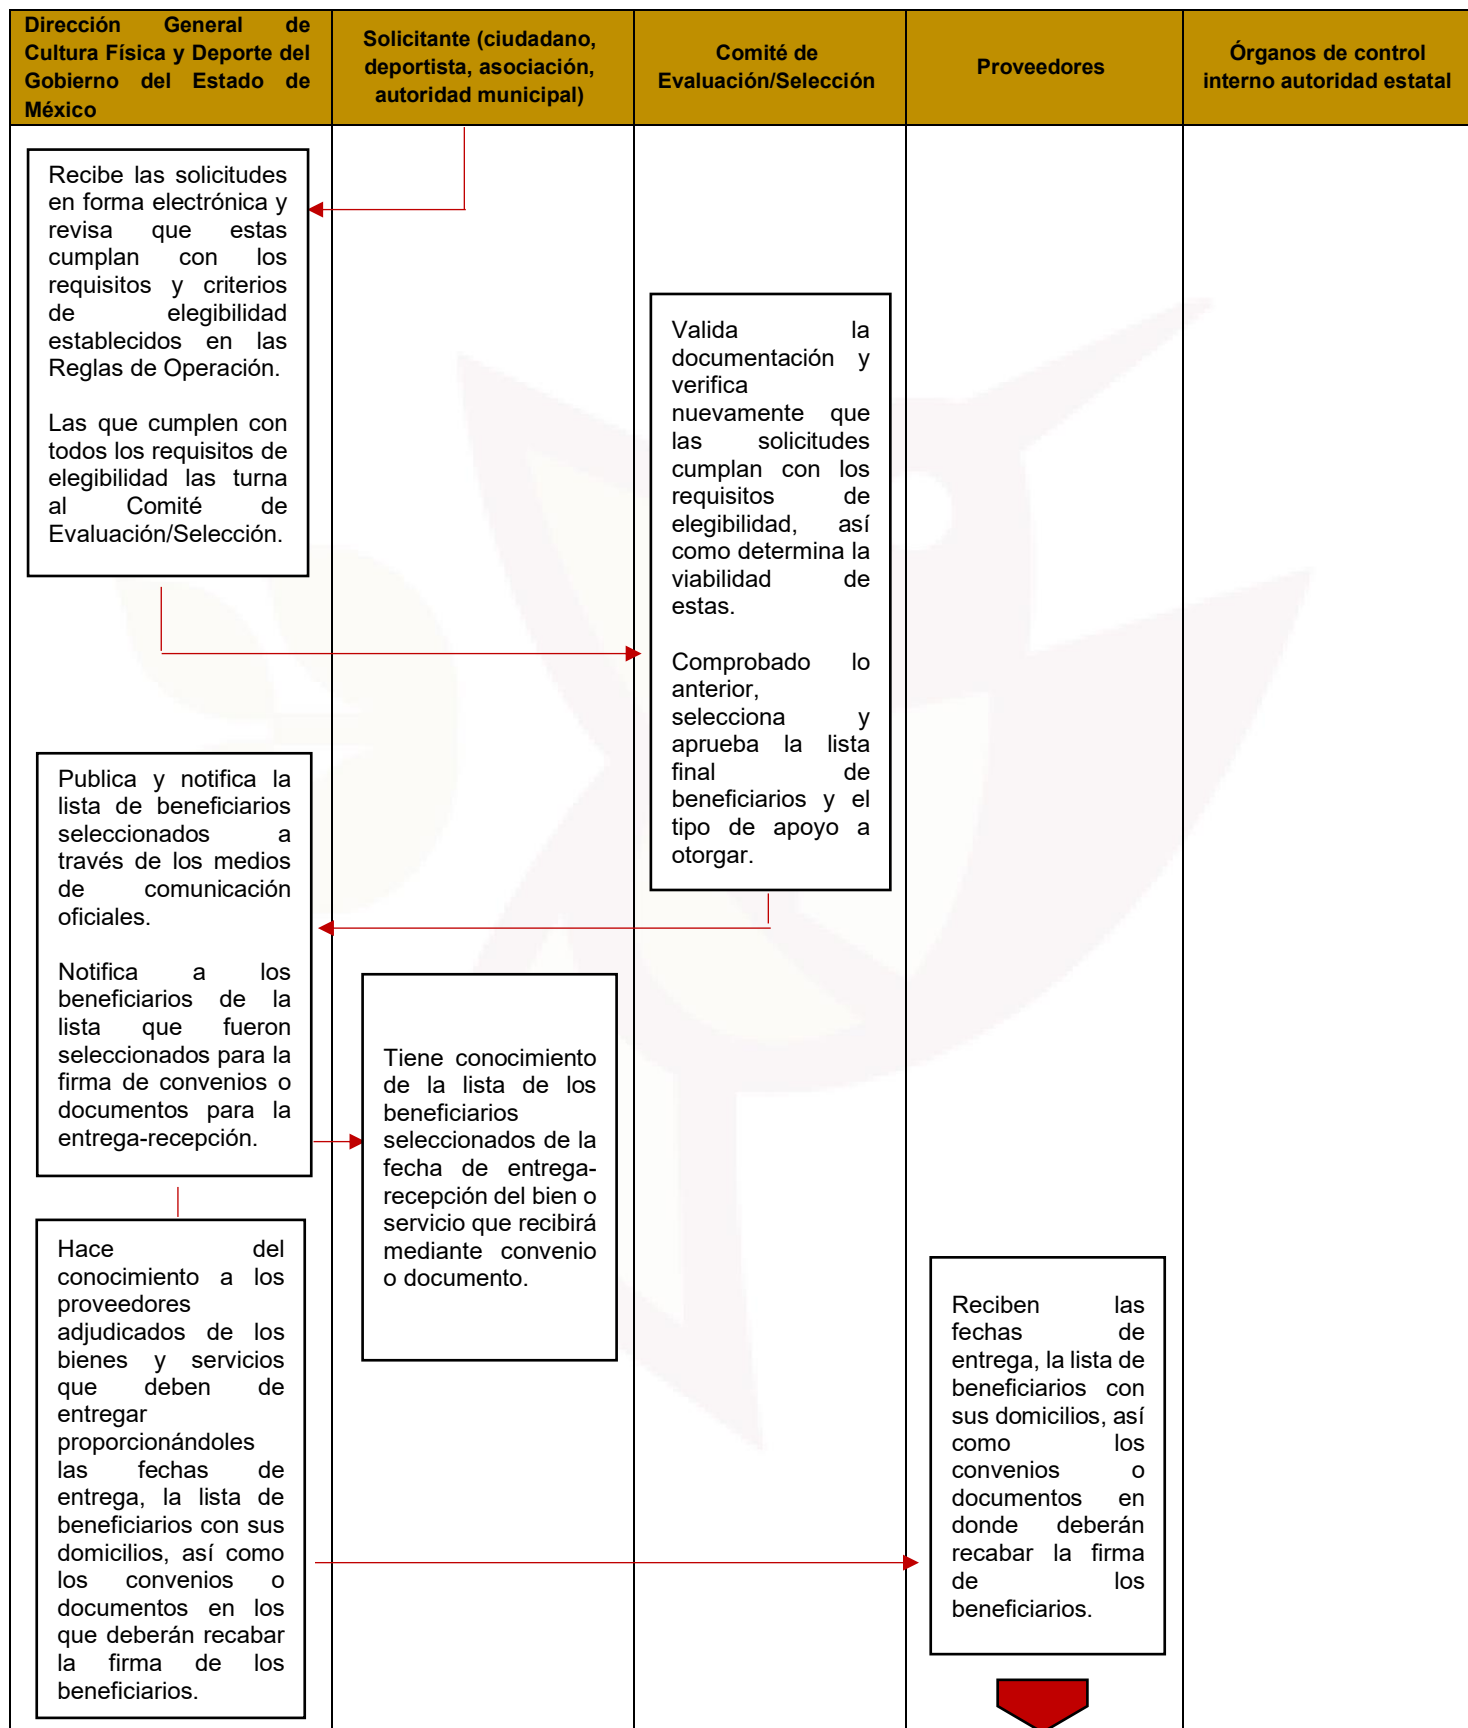 Dirección General de
Cultura Física y Deporte del
Gobierno del Estado de
México
Solicitante (ciudadano,
deportista, asociación,
autoridad municipal)
Comité de
Evaluación/Selección
Proveedores
Órganos de control
interno autoridad estatal
Recibe las solicitudes
en forma electrónica y
revisa que estas
cumplan con los
requisitos y criterios
de elegibilidad
establecidos en las
Reglas de Operación.
Las que cumplen con
todos los requisitos de
elegibilidad las turna
al Comité de
Evaluación/Selección.
Valida la
documentación y
verifica
nuevamente que
las solicitudes
cumplan con los
requisitos de
elegibilidad, así
como determina la
viabilidad de
estas.
Comprobado lo
anterior,
selecciona y
aprueba la lista
final de
beneficiarios y el
tipo de apoyo a
otorgar.
Publica y notifica la
lista de beneficiarios
seleccionados a
través de los medios
de comunicación
oficiales.
Notifica a los
beneficiarios de la
lista que fueron
seleccionados para la
firma de convenios o
documentos para la
entrega-recepción.
Tiene conocimiento
de la lista de los
beneficiarios
seleccionados de la
fecha de entrega-
recepción del bien o
servicio que recibirá
mediante convenio
o documento.
Hace del
conocimiento a los
proveedores
adjudicados de los
bienes y servicios
que deben de
entregar
proporcionándoles
las fechas de
entrega, la lista de
beneficiarios con sus
domicilios, así como
los convenios o
documentos en los
que deberán recabar
la firma de los
beneficiarios.
Reciben las
fechas de
entrega, la lista de
beneficiarios con
sus domicilios, así
como los
convenios o
documentos en
donde deberán
recabar la firma
de los
beneficiarios.